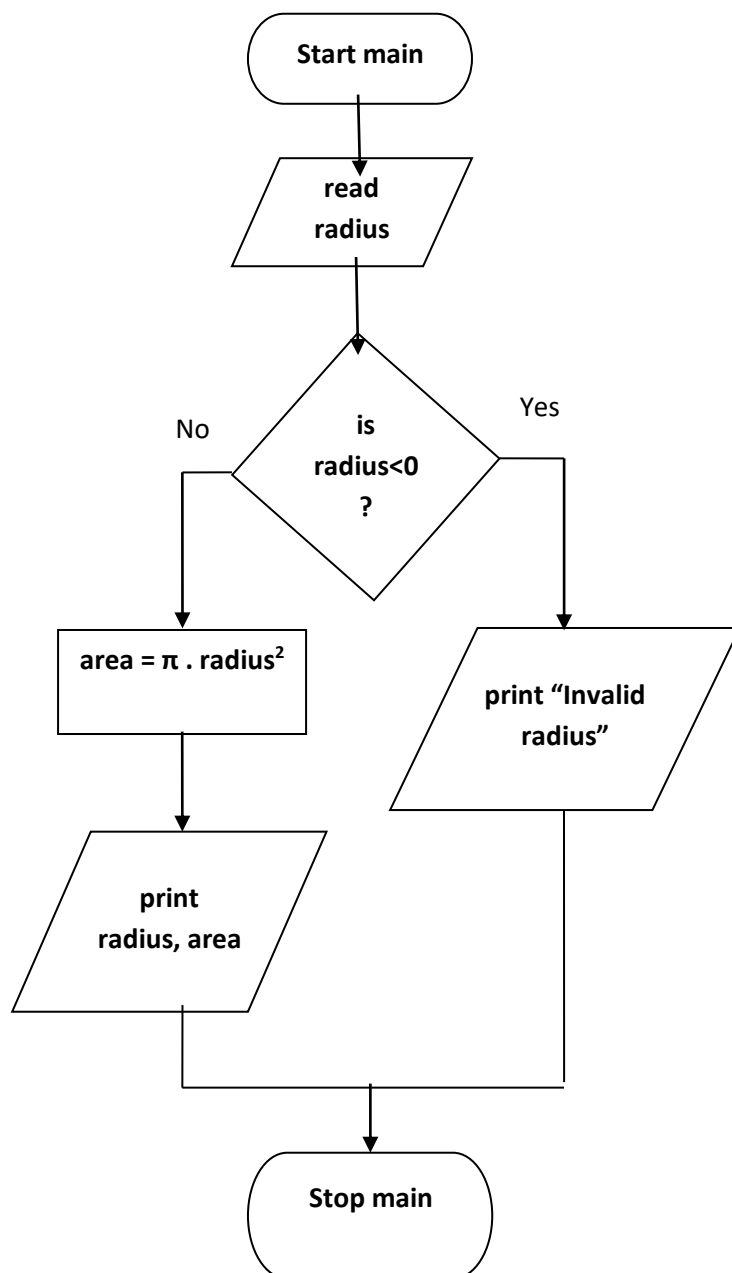 Start main
read
radius
is
radius<0
?
No
Yes
area = π . radius²
print “Invalid
radius”
print
radius, area
Stop main